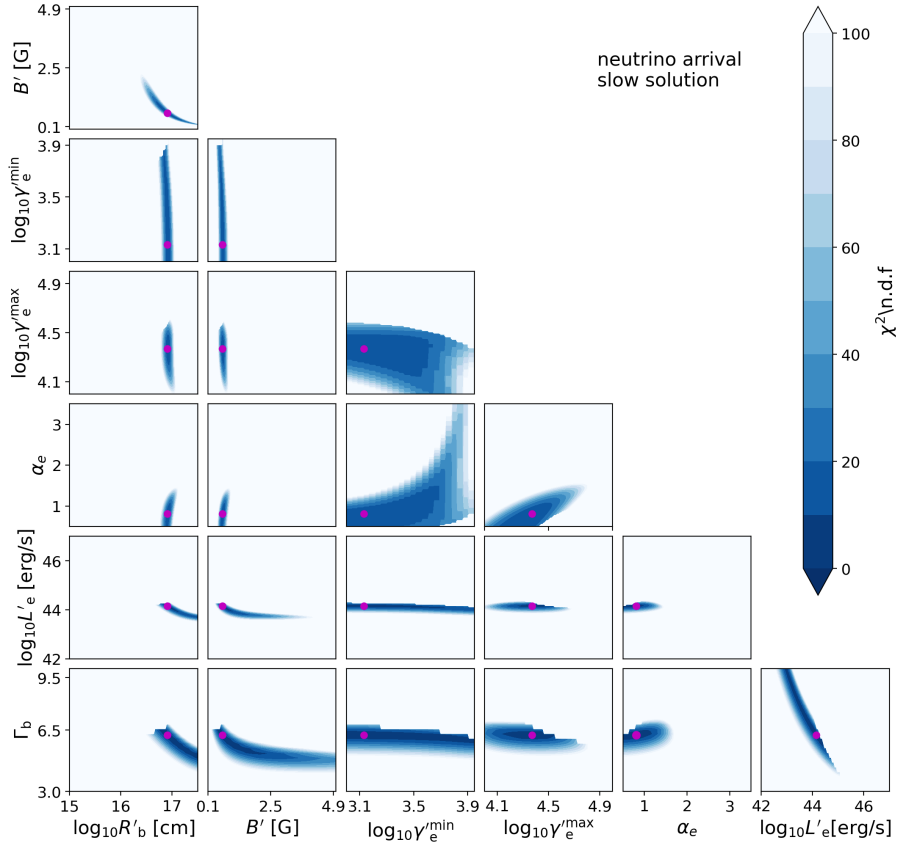 4.9
2.5
0.1
B′ [G]
neutrino arrival
slow solution
100
80
60
40
20
0
χ²\n.d.f
3.9
3.5
3.1
log₁₀γ′ₑᵐⁱⁿ
4.9
4.5
4.1
log₁₀γ′ₑᵐᵃˣ
3
2
1
αₑ
46
44
42
log₁₀L′ₑ [erg/s]
9.5
6.5
3.0
Γ_b
15 16 17 0.1 2.5 4.9 3.1 3.5 3.9 4.1 4.5 4.9 1 2 3 42 44 46
log₁₀R′_b [cm] B′ [G] log₁₀γ′ₑᵐⁱⁿ log₁₀γ′ₑᵐᵃˣ αₑ log₁₀L′ₑ[erg/s]